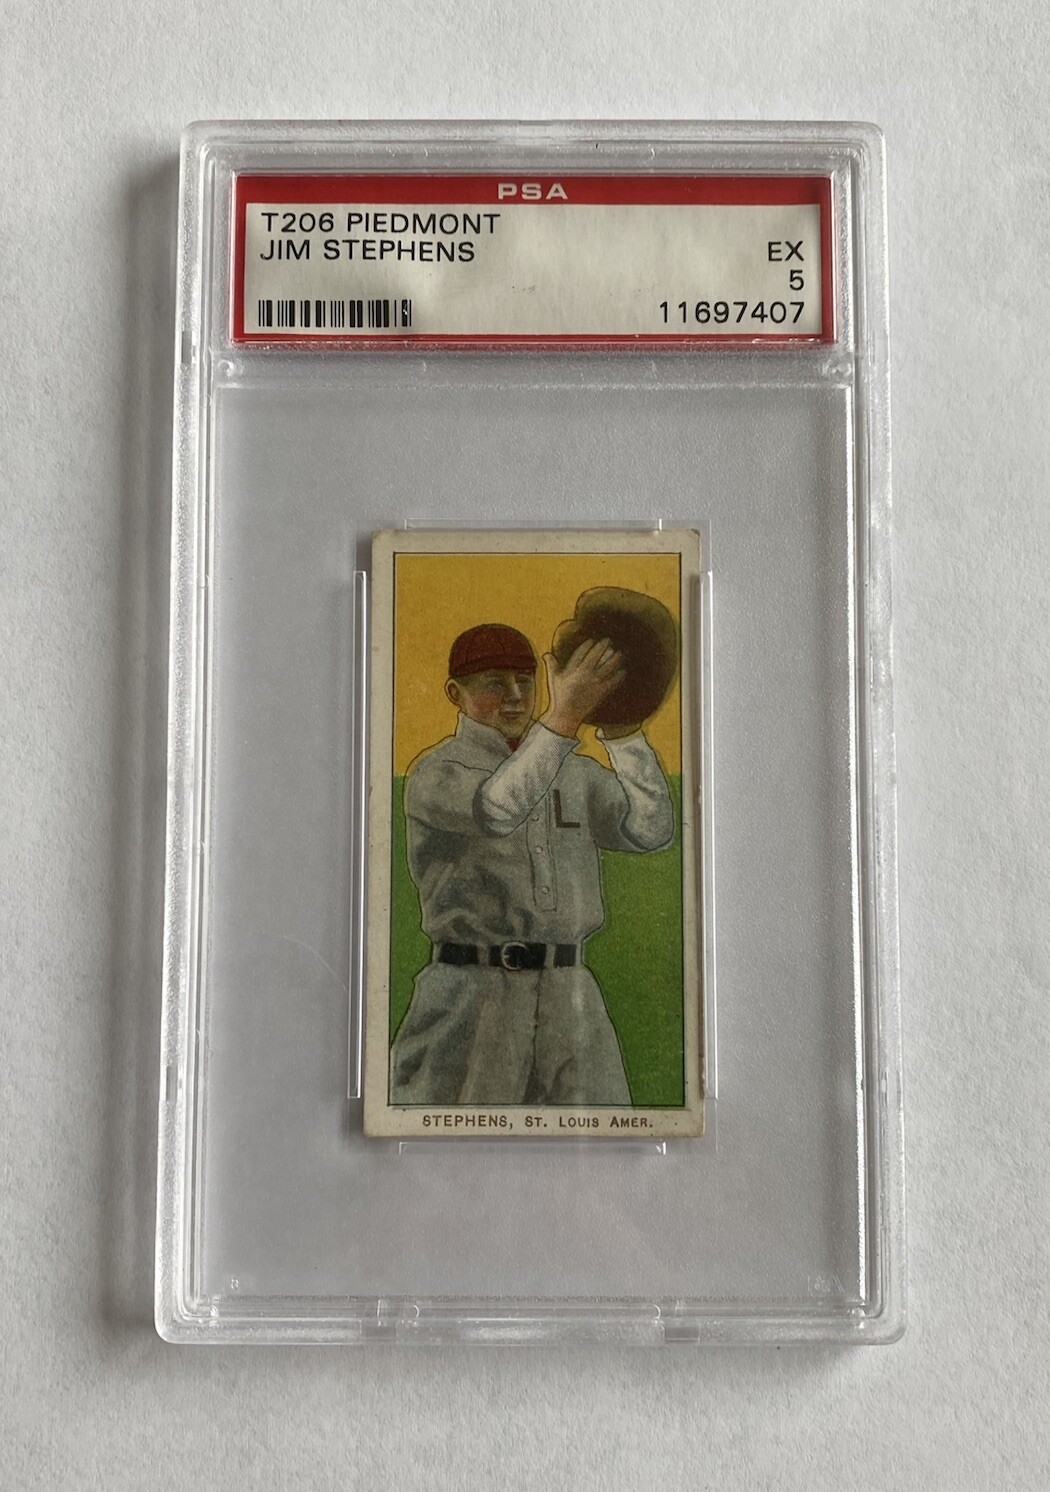 PSA
T206 PIEDMONT
JIM STEPHENS
EX
5
11697407
L
STEPHENS, ST. LOUIS AMER.